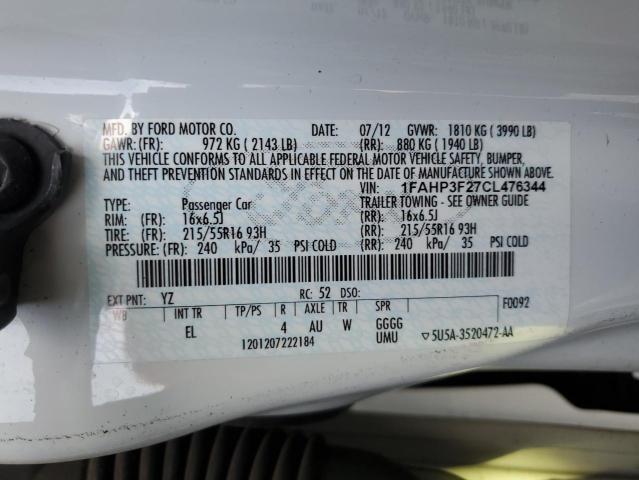 MFD. BY FORD MOTOR CO. DATE: 07/12 GVWR: 1810 KG ( 3990 LB)
GAWR: (FR): 972 KG ( 2143 LB) (RR): 880 KG ( 1940 LB)
THIS VEHICLE CONFORMS TO ALL APPLICABLE FEDERAL MOTOR VEHICLE SAFETY, BUMPER,
AND THEFT PREVENTION STANDARDS IN EFFECT ON THE DATE OF MANUFACTURE SHOWN ABOVE.
VIN: 1FAHP3F27CL476344
TYPE: Passenger Car TRAILER TOWING - SEE OWNER GUIDE
RIM: (FR): 16x6.5J (RR): 16x6.5J
TIRE: (FR): 215/55R16 93H (RR): 215/55R16 93H
PRESSURE: (FR): 240 kPa/ 35 PSI COLD (RR): 240 kPa/ 35 PSI COLD
EXT PNT: YZ RC: 52 DSO: F0092
WB INT TR TP/PS R AXLE TR SPR
EL 4 AU W GGGG
1201207222184 UMU ▽5U5A-3520472-AA